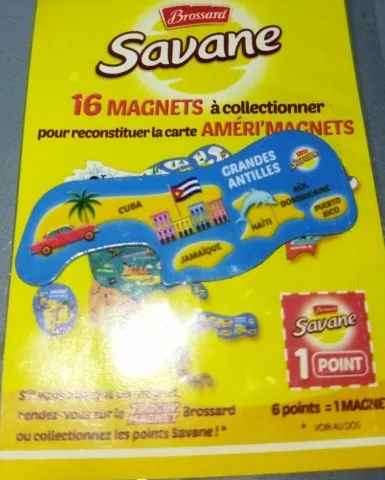 Brossard
Savane
16 MAGNETS à collectionner
pour reconstituer la carte AMÉRI'MAGNETS
GRANDES
ANTILLES
CUBA
RÉP.
DOMINICAINE
HAÏTI
PUERTO
RICO
JAMAÏQUE
Brossard
Savane
1 POINT
rendez-vous sur le Brossard
6 points = 1 MAGNE
ou collectionnez les points Savane ! *
* VOIR AU DOS